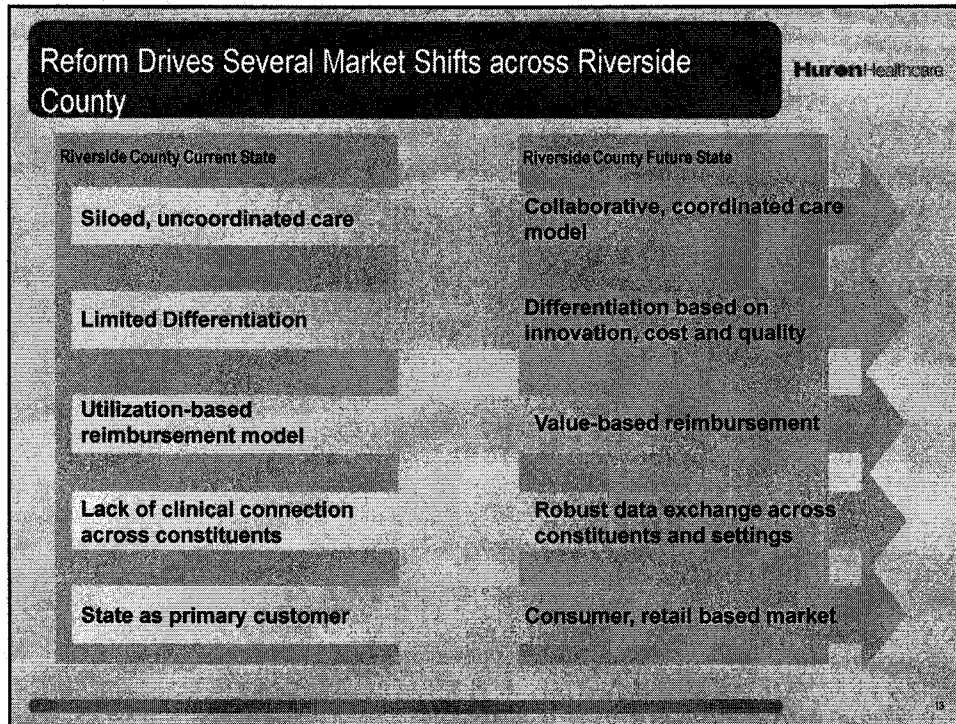 Reform Drives Several Market Shifts across Riverside
County
HuronHealthcare
Riverside County Current State
Riverside County Future State
Siloed, uncoordinated care
Collaborative, coordinated care
model
Limited Differentiation
Differentiation based on
innovation, cost and quality
Utilization-based
reimbursement model
Value-based reimbursement
Lack of clinical connection
across constituents
Robust data exchange across
constituents and settings
State as primary customer
Consumer, retail based market
13